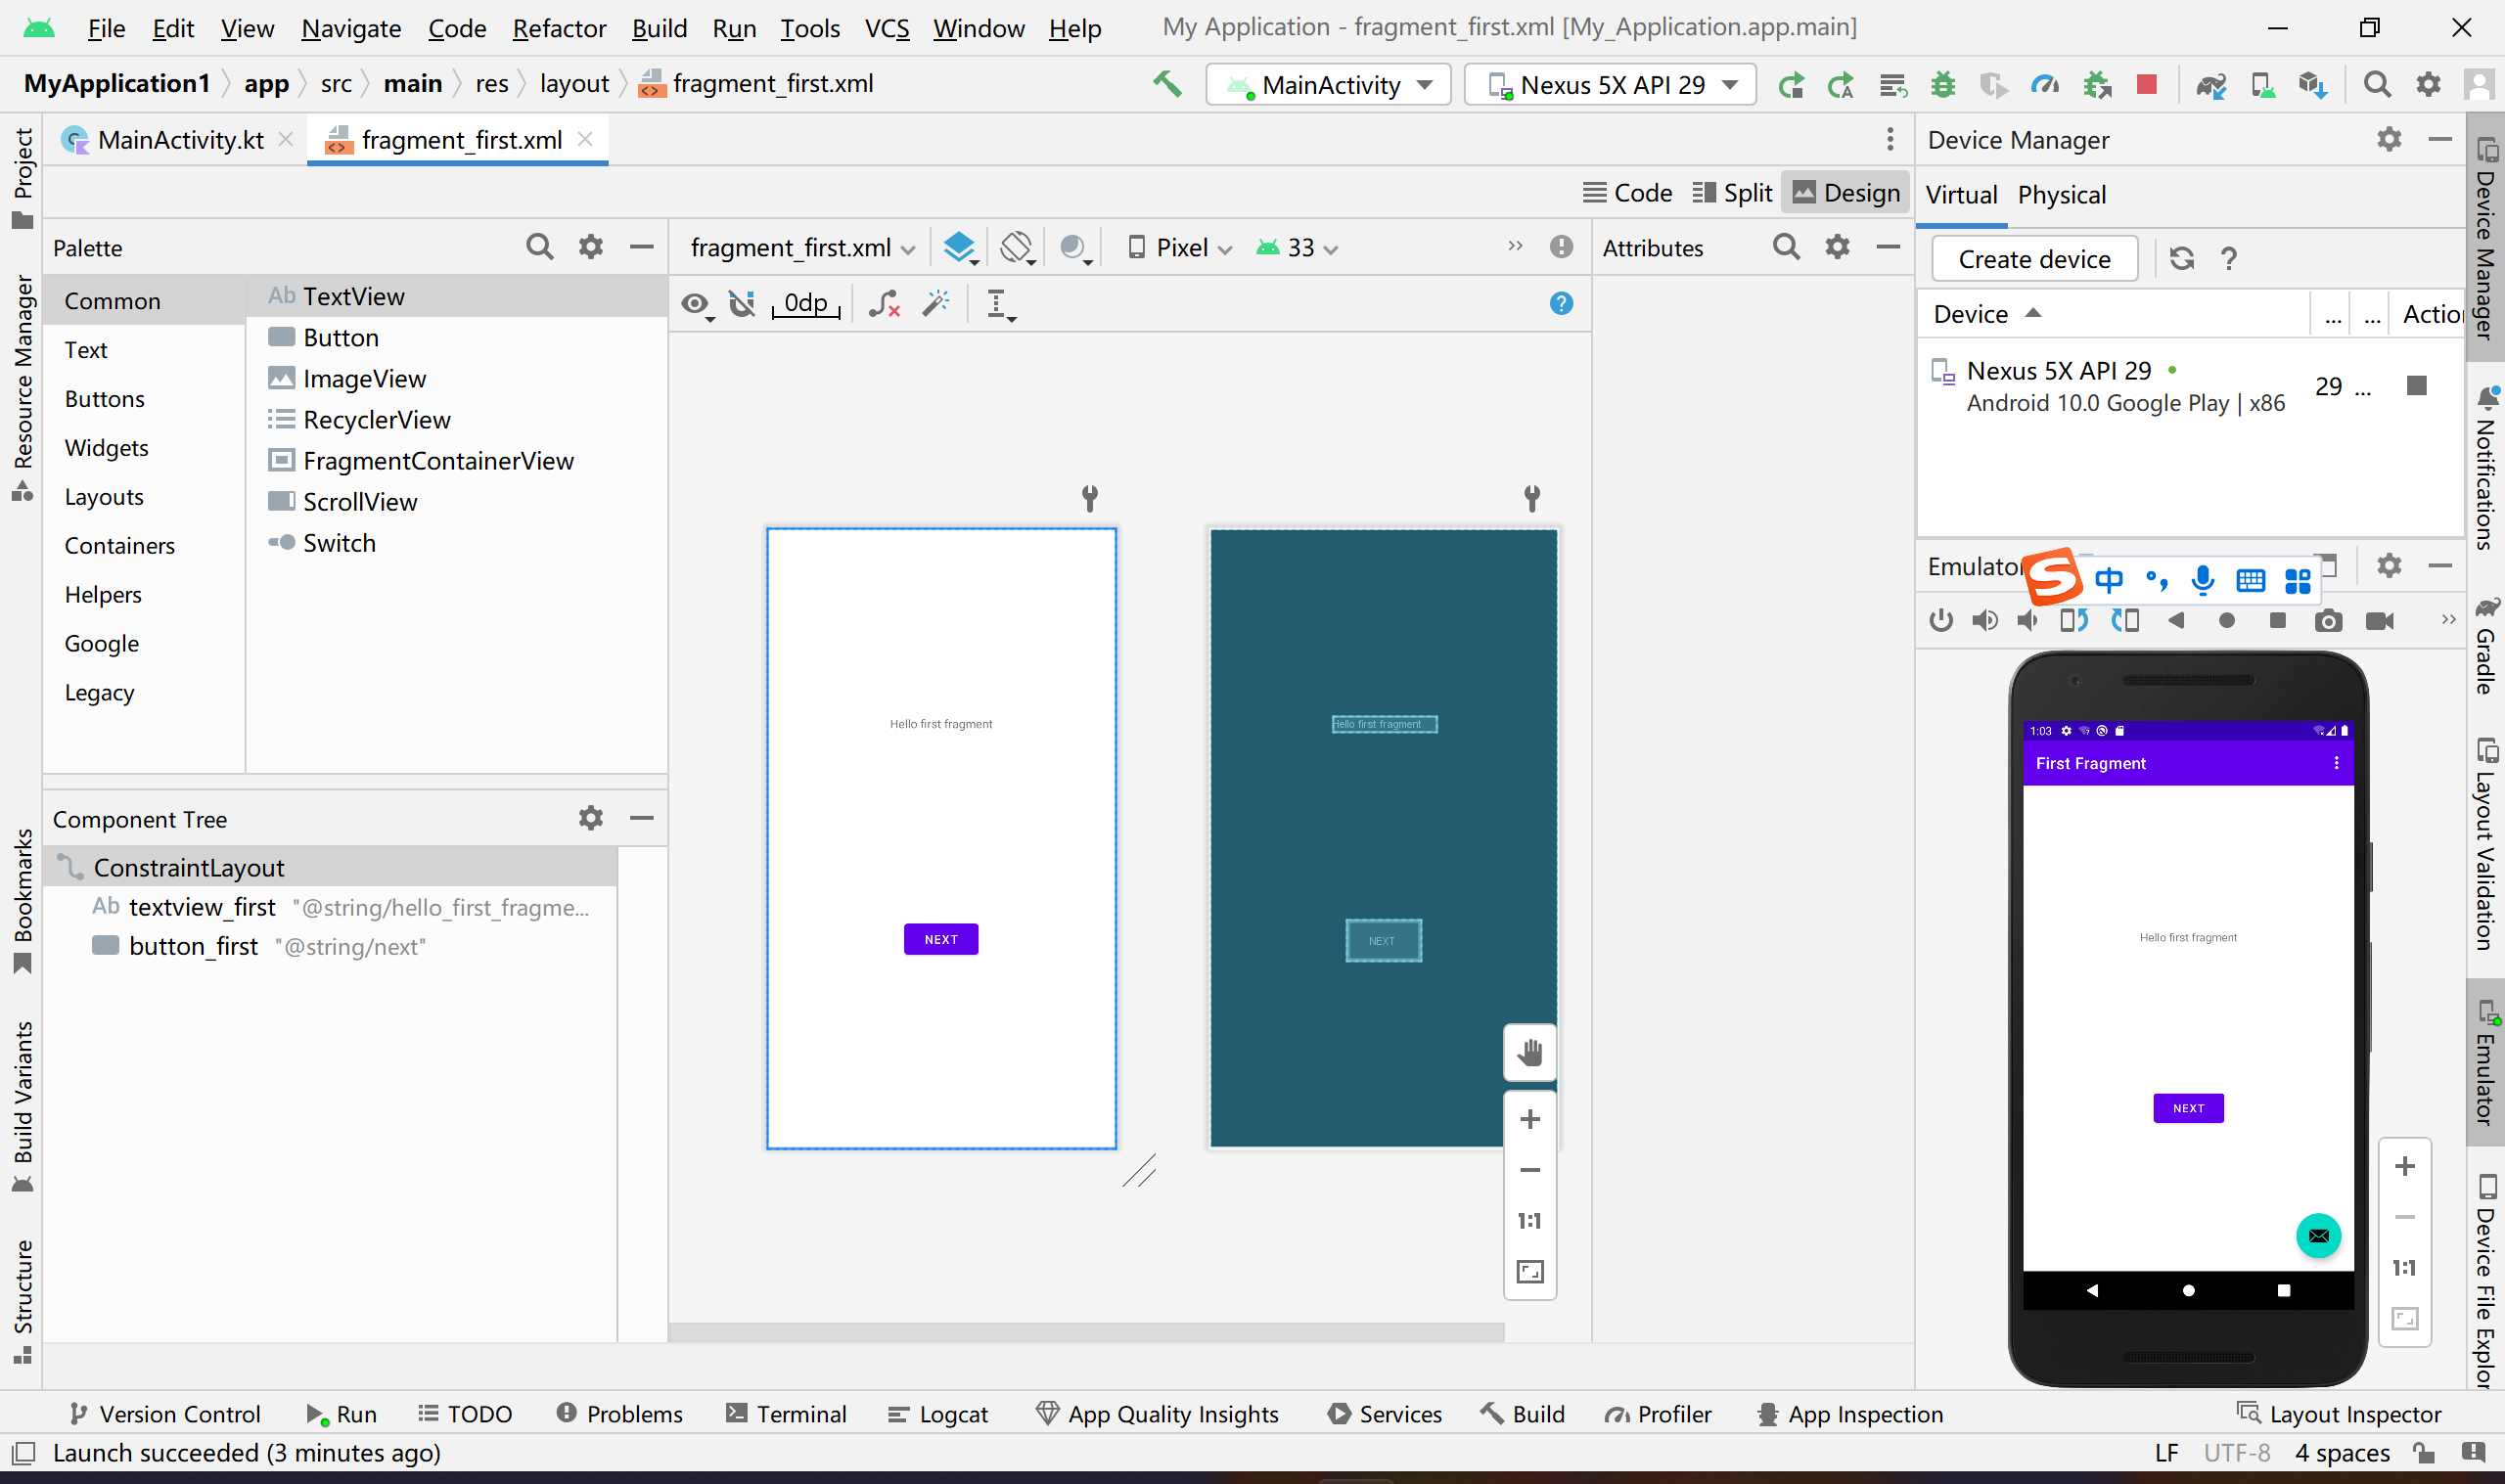 File Edit View Navigate Code Refactor Build Run Tools VCS Window Help My Application - fragment_first.xml [My_Application.app.main]
MyApplication1 app src main res layout fragment_first.xml MainActivity Nexus 5X API 29
MainActivity.kt fragment_first.xml
Code Split Design
Palette
Common
Text
Buttons
Widgets
Layouts
Containers
Helpers
Google
Legacy
Ab TextView
Button
ImageView
RecyclerView
FragmentContainerView
ScrollView
Switch
Component Tree
ConstraintLayout
Ab textview_first "@string/hello_first_fragme...
button_first "@string/next"
fragment_first.xml Pixel 33
0dp
Hello first fragment
NEXT
Hello first fragment
NEXT
1:1
Attributes
Device Manager
Virtual Physical
Create device
Device ... ... Actio
Nexus 5X API 29
Android 10.0 Google Play | x86
29 ...
Emulator
中
1:03
First Fragment
Hello first fragment
NEXT
1:1
Project
Resource Manager
Bookmarks
Build Variants
Structure
Device Manager
Notifications
Gradle
Layout Validation
Emulator
Device File Explor
Version Control Run TODO Problems Terminal Logcat App Quality Insights Services Build Profiler App Inspection Layout Inspector
Launch succeeded (3 minutes ago) LF UTF-8 4 spaces